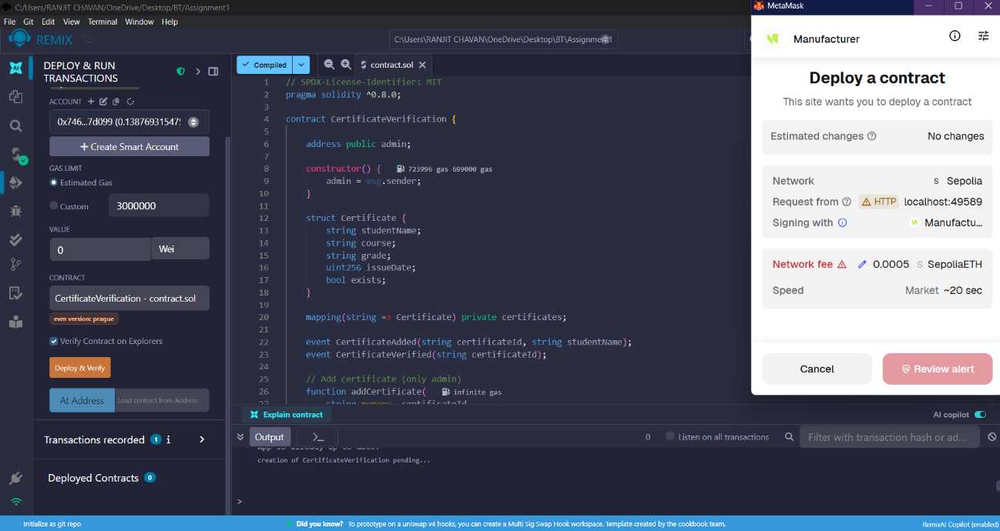 C:/Users/RANJIT CHAVAN/OneDrive/Desktop/BT/Assignment1
File Git Edit View Terminal Window Help
REMIX
C:\Users\RANJIT CHAVAN\OneDrive\Desktop\BT\Assignment1
DEPLOY & RUN
TRANSACTIONS
ACCOUNT
0x746...7d099 (0.1387693154
Create Smart Account
GAS LIMIT
Estimated Gas
Custom
3000000
VALUE
0
Wei
CONTRACT
CertificateVerification - contract.sol
evm version: prague
Verify Contract on Explorers
Deploy & Verify
At Address
Load contract from Address
Transactions recorded 1 i
Deployed Contracts 0
Compiled
contract.sol
1 // SPDX-License-Identifier: MIT
2 pragma solidity ^0.8.0;
3
4 contract CertificateVerification {
5
6 address public admin;
7
8 constructor() { 723996 gas 699000 gas
9 admin = msg.sender;
10 }
11
12 struct Certificate {
13 string studentName;
14 string course;
15 string grade;
16 uint256 issueDate;
17 bool exists;
18 }
19
20 mapping(string => Certificate) private certificates;
21
22 event CertificateAdded(string certificateId, string studentName);
23 event CertificateVerified(string certificateId);
24
25 // Add certificate (only admin)
26 function addCertificate( infinite gas
27 string memory _certificateId
Explain contract
AI copilot
Output
>_
0
Listen on all transactions
Filter with transaction hash or ad...
App is already up to date.
creation of CertificateVerification pending...
>
MetaMask
Manufacturer
Deploy a contract
This site wants you to deploy a contract
Estimated changes No changes
Network S Sepolia
Request from HTTP localhost:49589
Signing with Manufactu...
Network fee 0.0005 S SepoliaETH
Speed Market ~20 sec
Cancel
Review alert
Initialize as git repo
Did you know? To prototype on a uniswap v4 hooks, you can create a Multi Sig Swap Hook workspace. Template created by the cookbook team.
RemixAI Copilot (enabled)